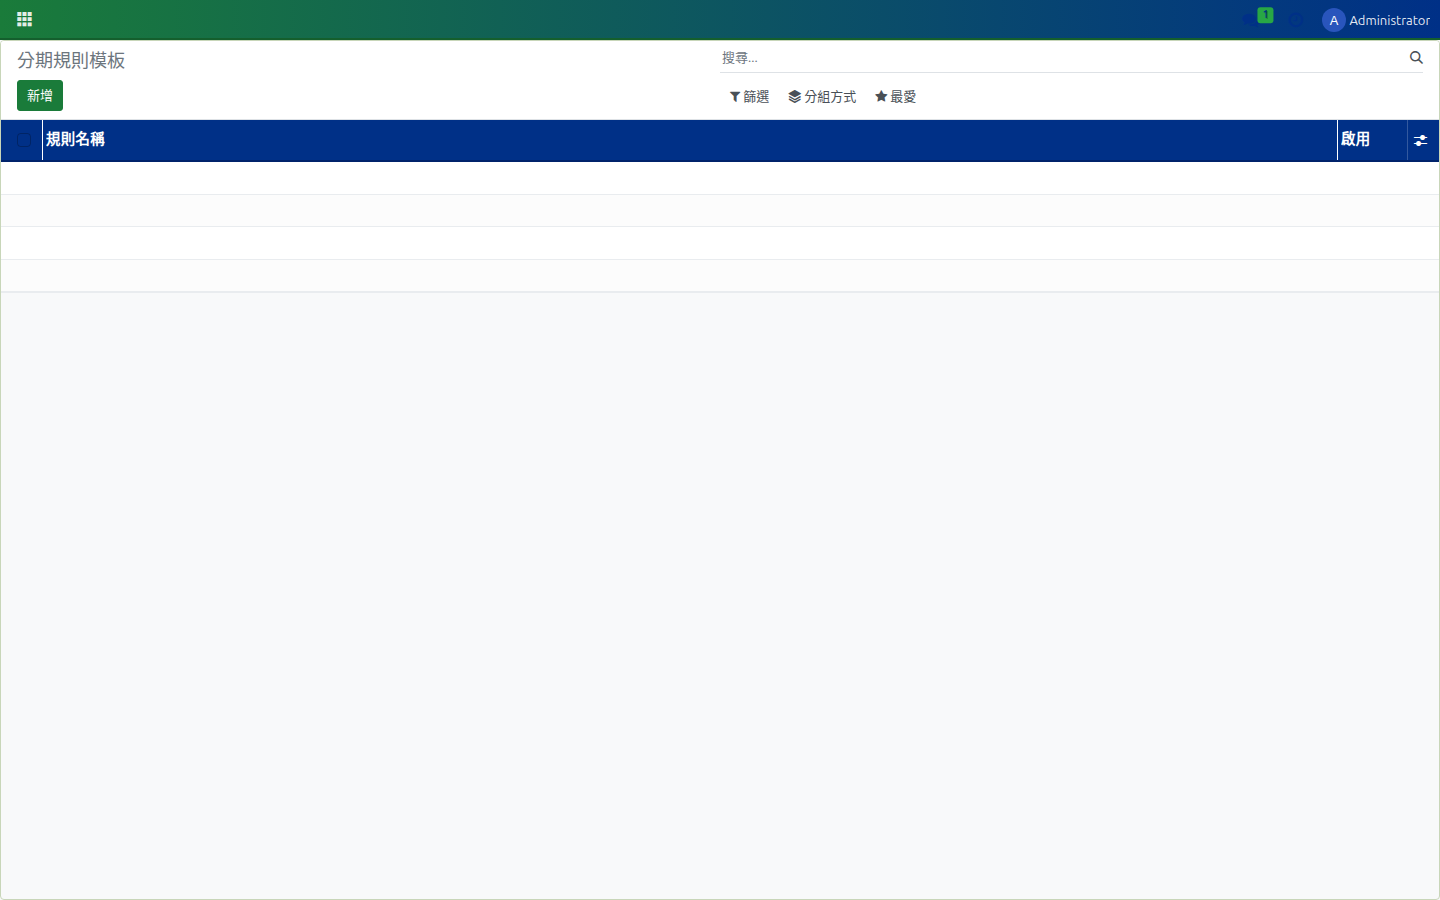 1
A Administrator
分期規則模板
搜尋...
新增
篩選 分組方式 最愛
規則名稱 啟用